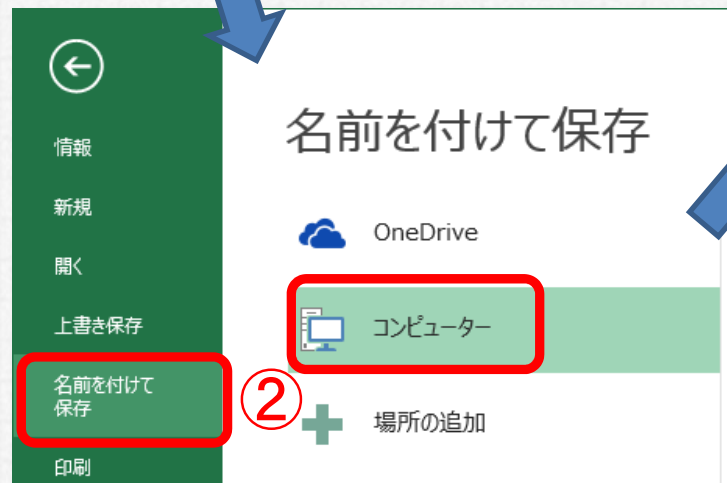 情報
新規
開く
上書き保存
名前を付けて
保存
印刷
②
名前を付けて保存
OneDrive
コンピューター
場所の追加